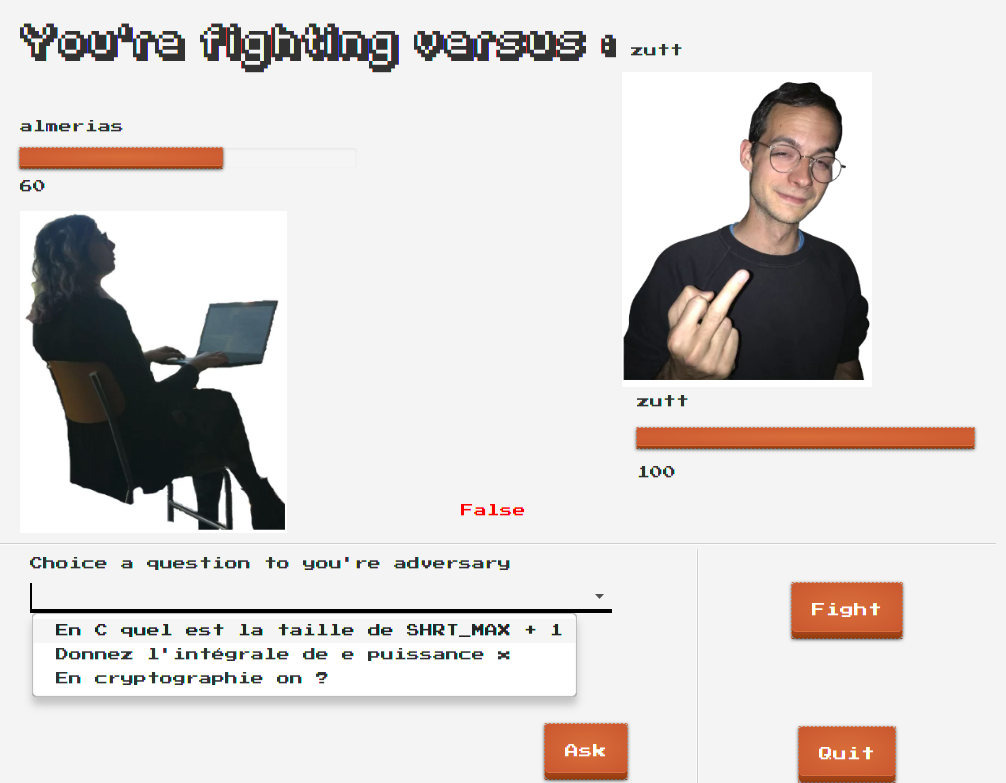 You're fighting versus :
zutt
almerias
60
zutt
100
False
Choice a question to you're adversary
En C quel est la taille de SHRT_MAX + 1
Donnez l'intégrale de e puissance x
En cryptographie on ?
Fight
Ask
Quit